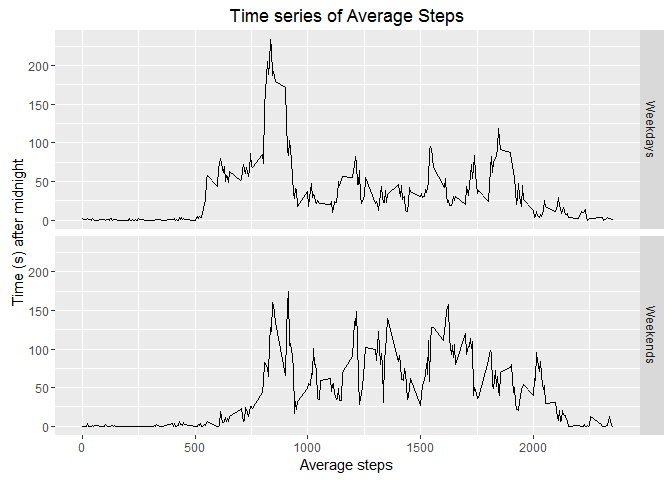 Time series of Average Steps
Time (s) after midnight
200
150
100
50
0
Weekdays
200
150
100
50
0
Weekends
0 500 1000 1500 2000
Average steps